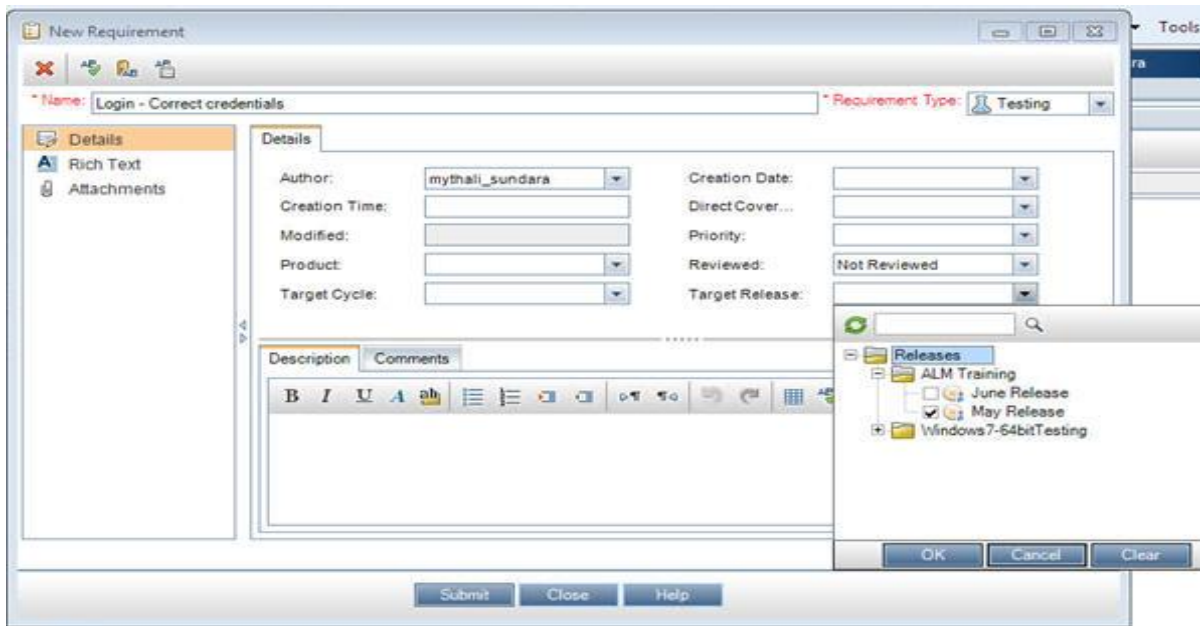 New Requirement
Tools
ra
* Name: Login - Correct credentials * Requirement Type: Testing
Details
Rich Text
Attachments
Details
Author: mythali_sundara Creation Date:
Creation Time: Direct Cover...
Modified: Priority:
Product: Reviewed: Not Reviewed
Target Cycle: Target Release:
Releases
ALM Training
June Release
May Release
Windows7-64bitTesting
Description Comments
B I U A ab
OK Cancel Clear
Submit Close Help